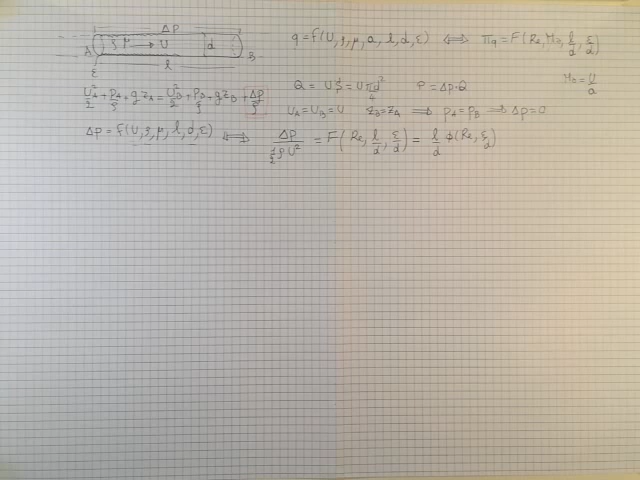 Δp
A ρ μ → U d B
ε
l
q = f(U, ρ, μ, a, l, d, ε) ⟺ π_q = F(Re, Ma, l/d, ε/d)
Ma = U/a
U_A²/2 + p_A/ρ + g z_A = U_B²/2 + p_B/ρ + g z_B + Δp/ρ
Q = UΩ = U πd²/4 P = Δp·Q
U_A = U_B = U z_B = z_A ⟹ p_A = p_B ⟹ Δp = 0
Δp = f(U, ρ, μ, l, d, ε) ⟺ Δp/(½ρU²) = F(Re, l/d, ε/d) = l/d φ(Re, ε/d)